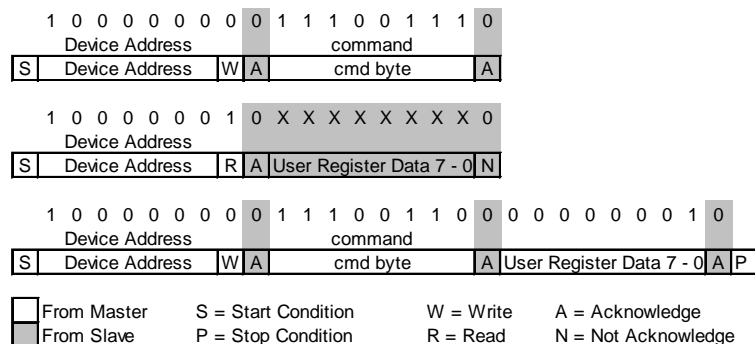 1 0 0 0 0 0 0 0 0 1 1 1 0 0 1 1 1 0
Device Address command
S Device Address W A cmd byte A
1 0 0 0 0 0 0 1 0 X X X X X X X X 0
Device Address
S Device Address R A User Register Data 7 - 0 N
1 0 0 0 0 0 0 0 0 1 1 1 0 0 1 1 0 0 0 0 0 0 0 0 1 0 0
Device Address command
S Device Address W A cmd byte A User Register Data 7 - 0 A P
From Master S = Start Condition W = Write A = Acknowledge
From Slave P = Stop Condition R = Read N = Not Acknowledge